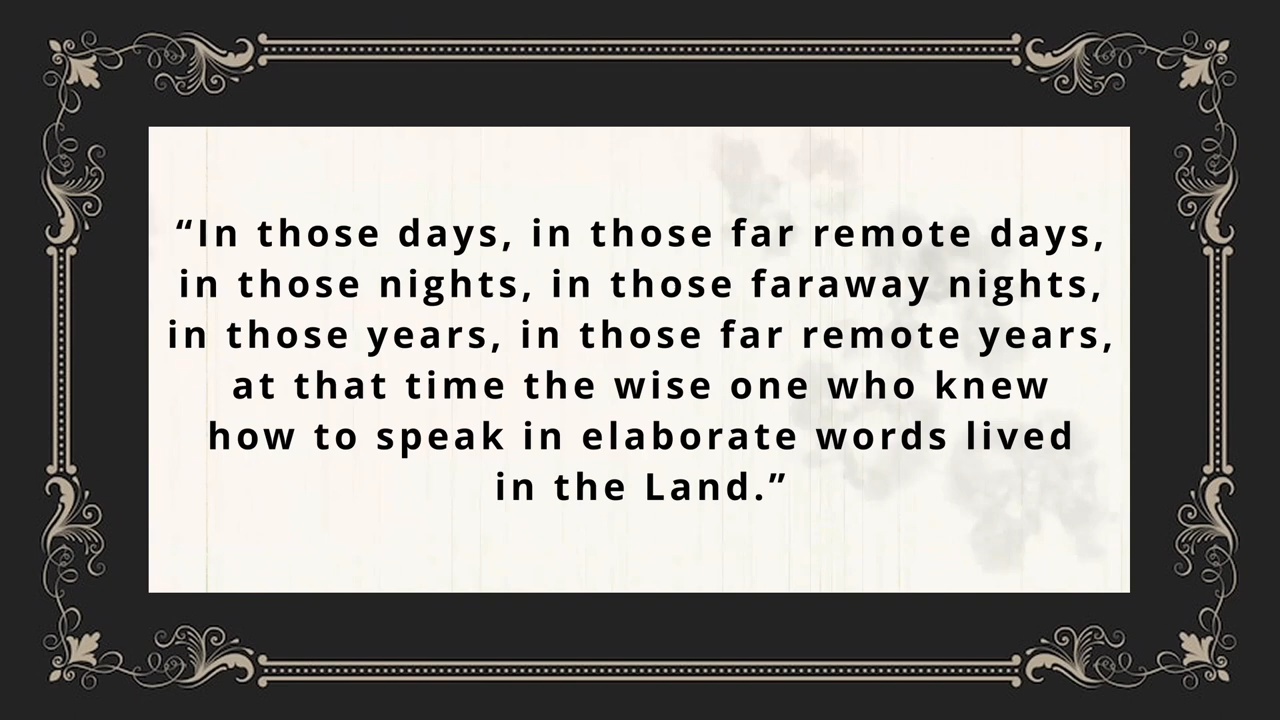 “In those days, in those far remote days,
in those nights, in those faraway nights,
in those years, in those far remote years,
at that time the wise one who knew
how to speak in elaborate words lived
in the Land.”